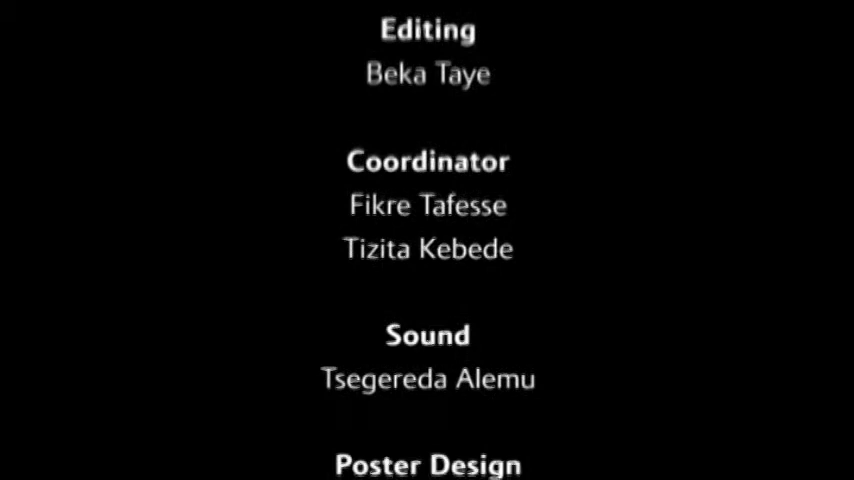 Editing
Beka Taye
Coordinator
Fikre Tafesse
Tizita Kebede
Sound
Tsegereda Alemu
Poster Design